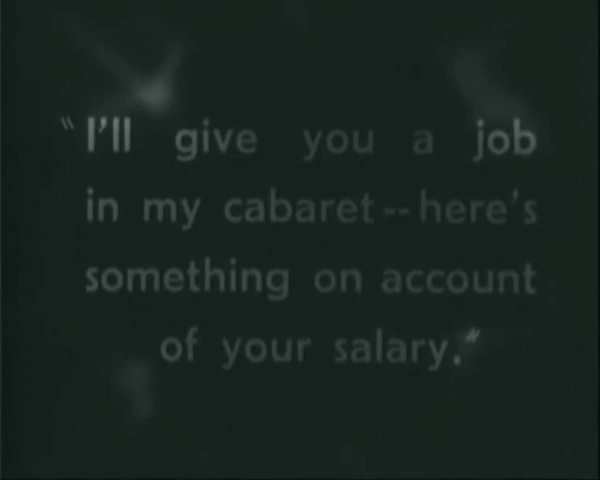 "I'll give you a job
in my cabaret -- here's
something on account
of your salary."